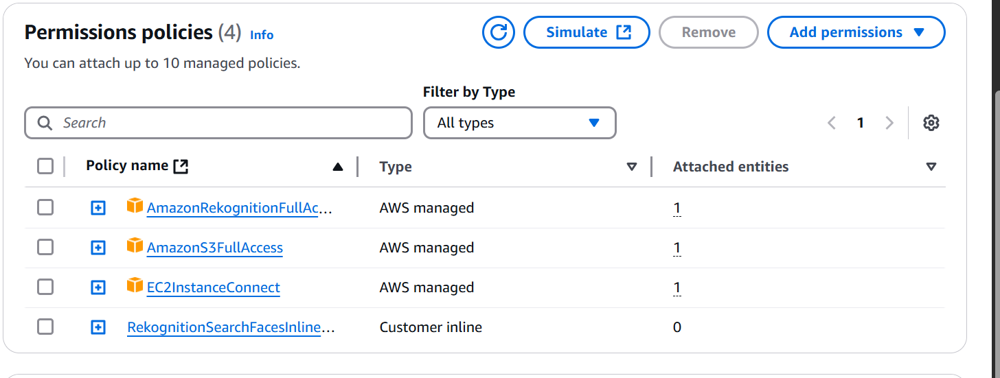 Permissions policies (4) Info
Simulate
Remove
Add permissions
You can attach up to 10 managed policies.
Filter by Type
Search
All types
1
Policy name
Type
Attached entities
AmazonRekognitionFullAc... AWS managed 1
AmazonS3FullAccess AWS managed 1
EC2InstanceConnect AWS managed 1
RekognitionSearchFacesInline... Customer inline 0